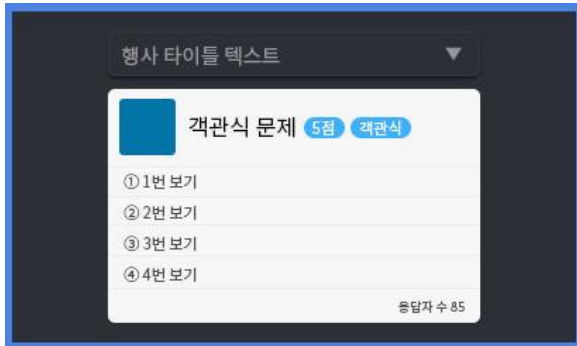 행사 타이틀 텍스트 ▼
객관식 문제 5점 객관식
① 1번 보기
② 2번 보기
③ 3번 보기
④ 4번 보기
응답자 수 85